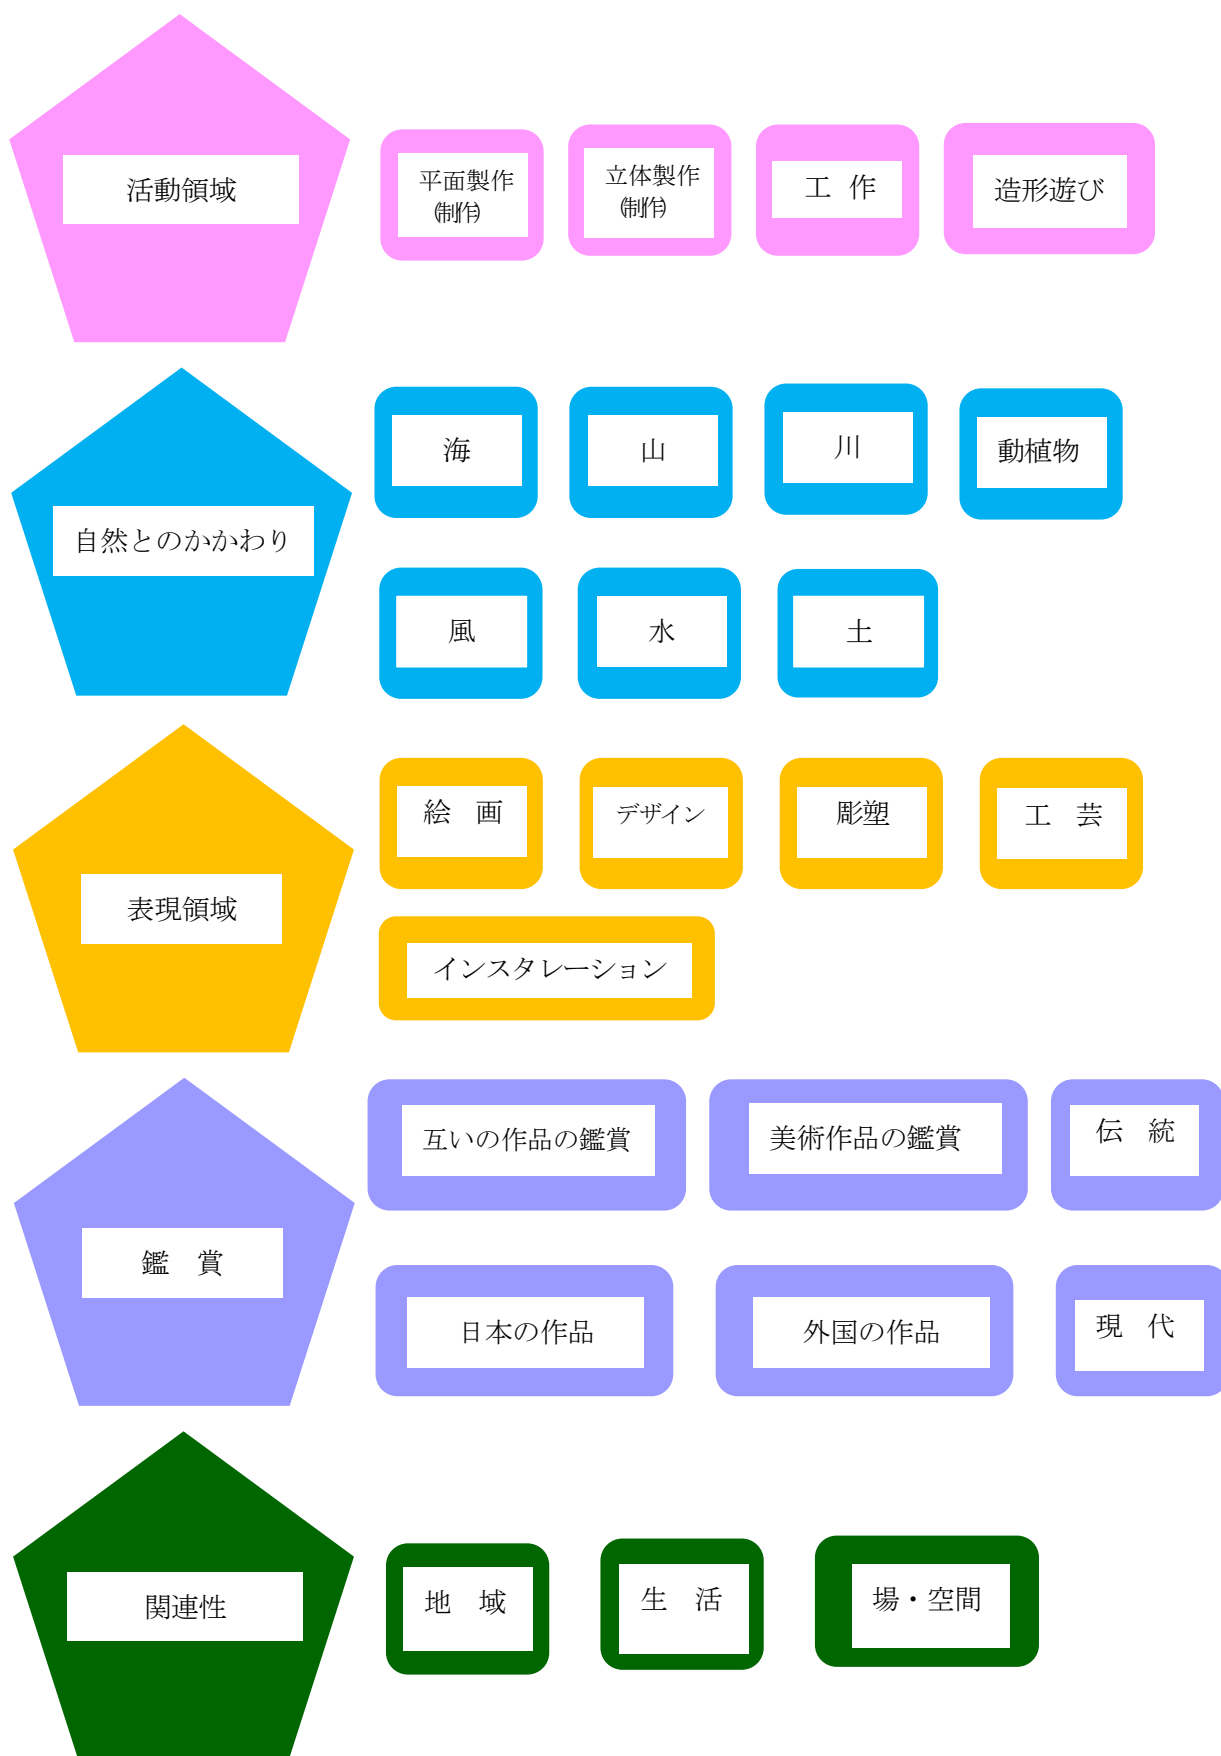 活動領域
平面製作
(制作)
立体製作
(制作)
工 作
造形遊び
自然とのかかわり
海
山
川
動植物
風
水
土
表現領域
絵　画
デザイン
彫塑
工　芸
インスタレーション
鑑　賞
互いの作品の鑑賞
美術作品の鑑賞
伝　統
日本の作品
外国の作品
現　代
関連性
地　域
生　活
場・空間